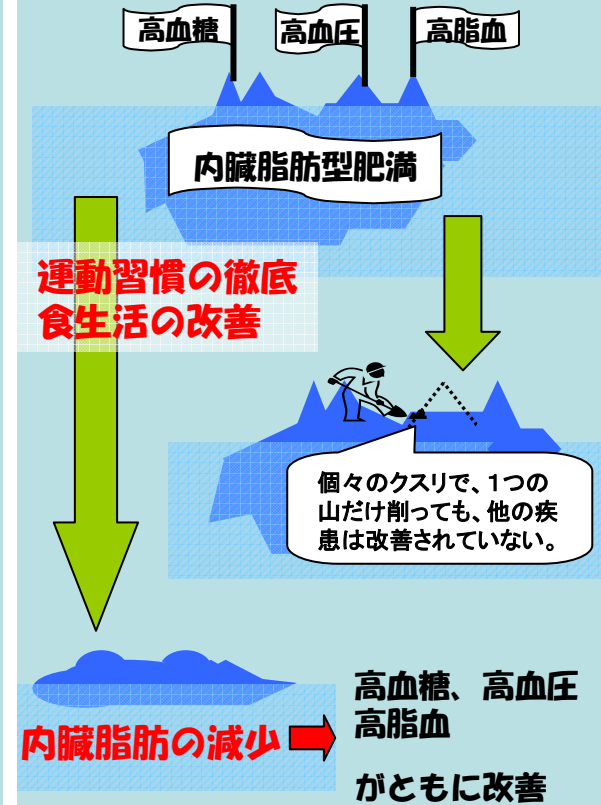 高血糖
高血圧
高脂血
内臓脂肪型肥満
運動習慣の徹底
食生活の改善
個々のクスリで、1つの
山だけ削っても、他の疾
患は改善されていない。
内臓脂肪の減少
高血糖、高血圧
高脂血
がともに改善